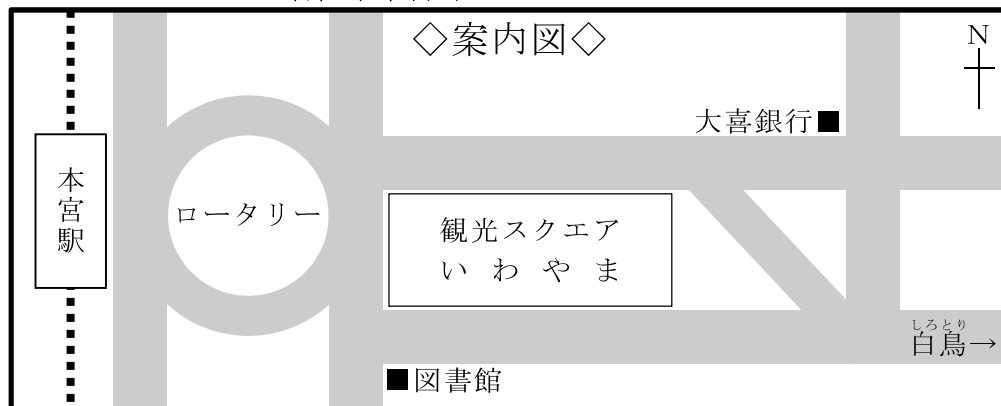 ◇案内図◇
N
大喜銀行■
本宮駅
ロータリー
観光スクエア
いわやま
しろとり
白鳥→
■図書館